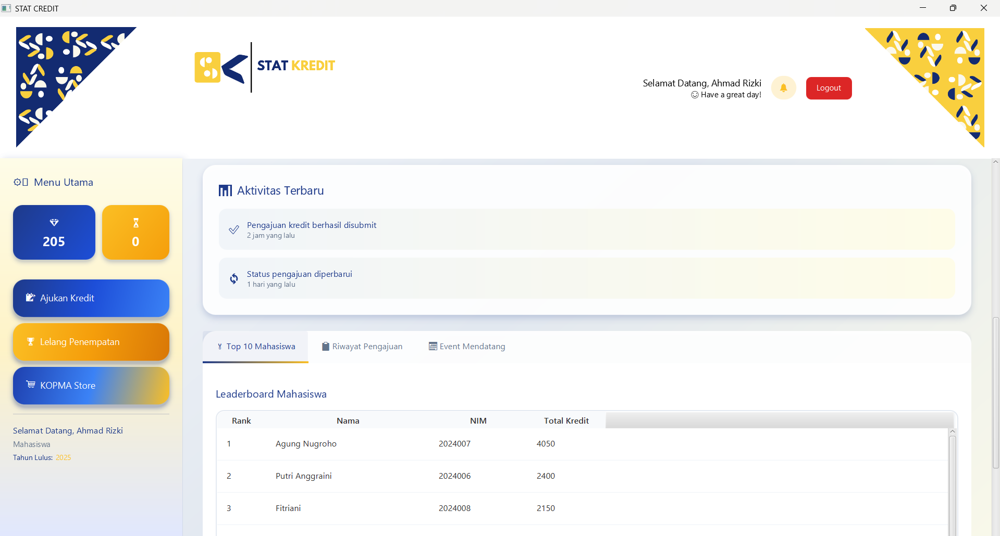 STAT CREDIT
STAT KREDIT
Selamat Datang, Ahmad Rizki
☺ Have a great day!
Logout
Menu Utama
205
0
Ajukan Kredit
Lelang Penempatan
KOPMA Store
Selamat Datang, Ahmad Rizki
Mahasiswa
Tahun Lulus: 2025
Aktivitas Terbaru
Pengajuan kredit berhasil disubmit
2 jam yang lalu
Status pengajuan diperbarui
1 hari yang lalu
Top 10 Mahasiswa
Riwayat Pengajuan
Event Mendatang
Leaderboard Mahasiswa
Rank Nama NIM Total Kredit
1 Agung Nugroho 2024007 4050
2 Putri Anggraini 2024006 2400
3 Fitriani 2024008 2150